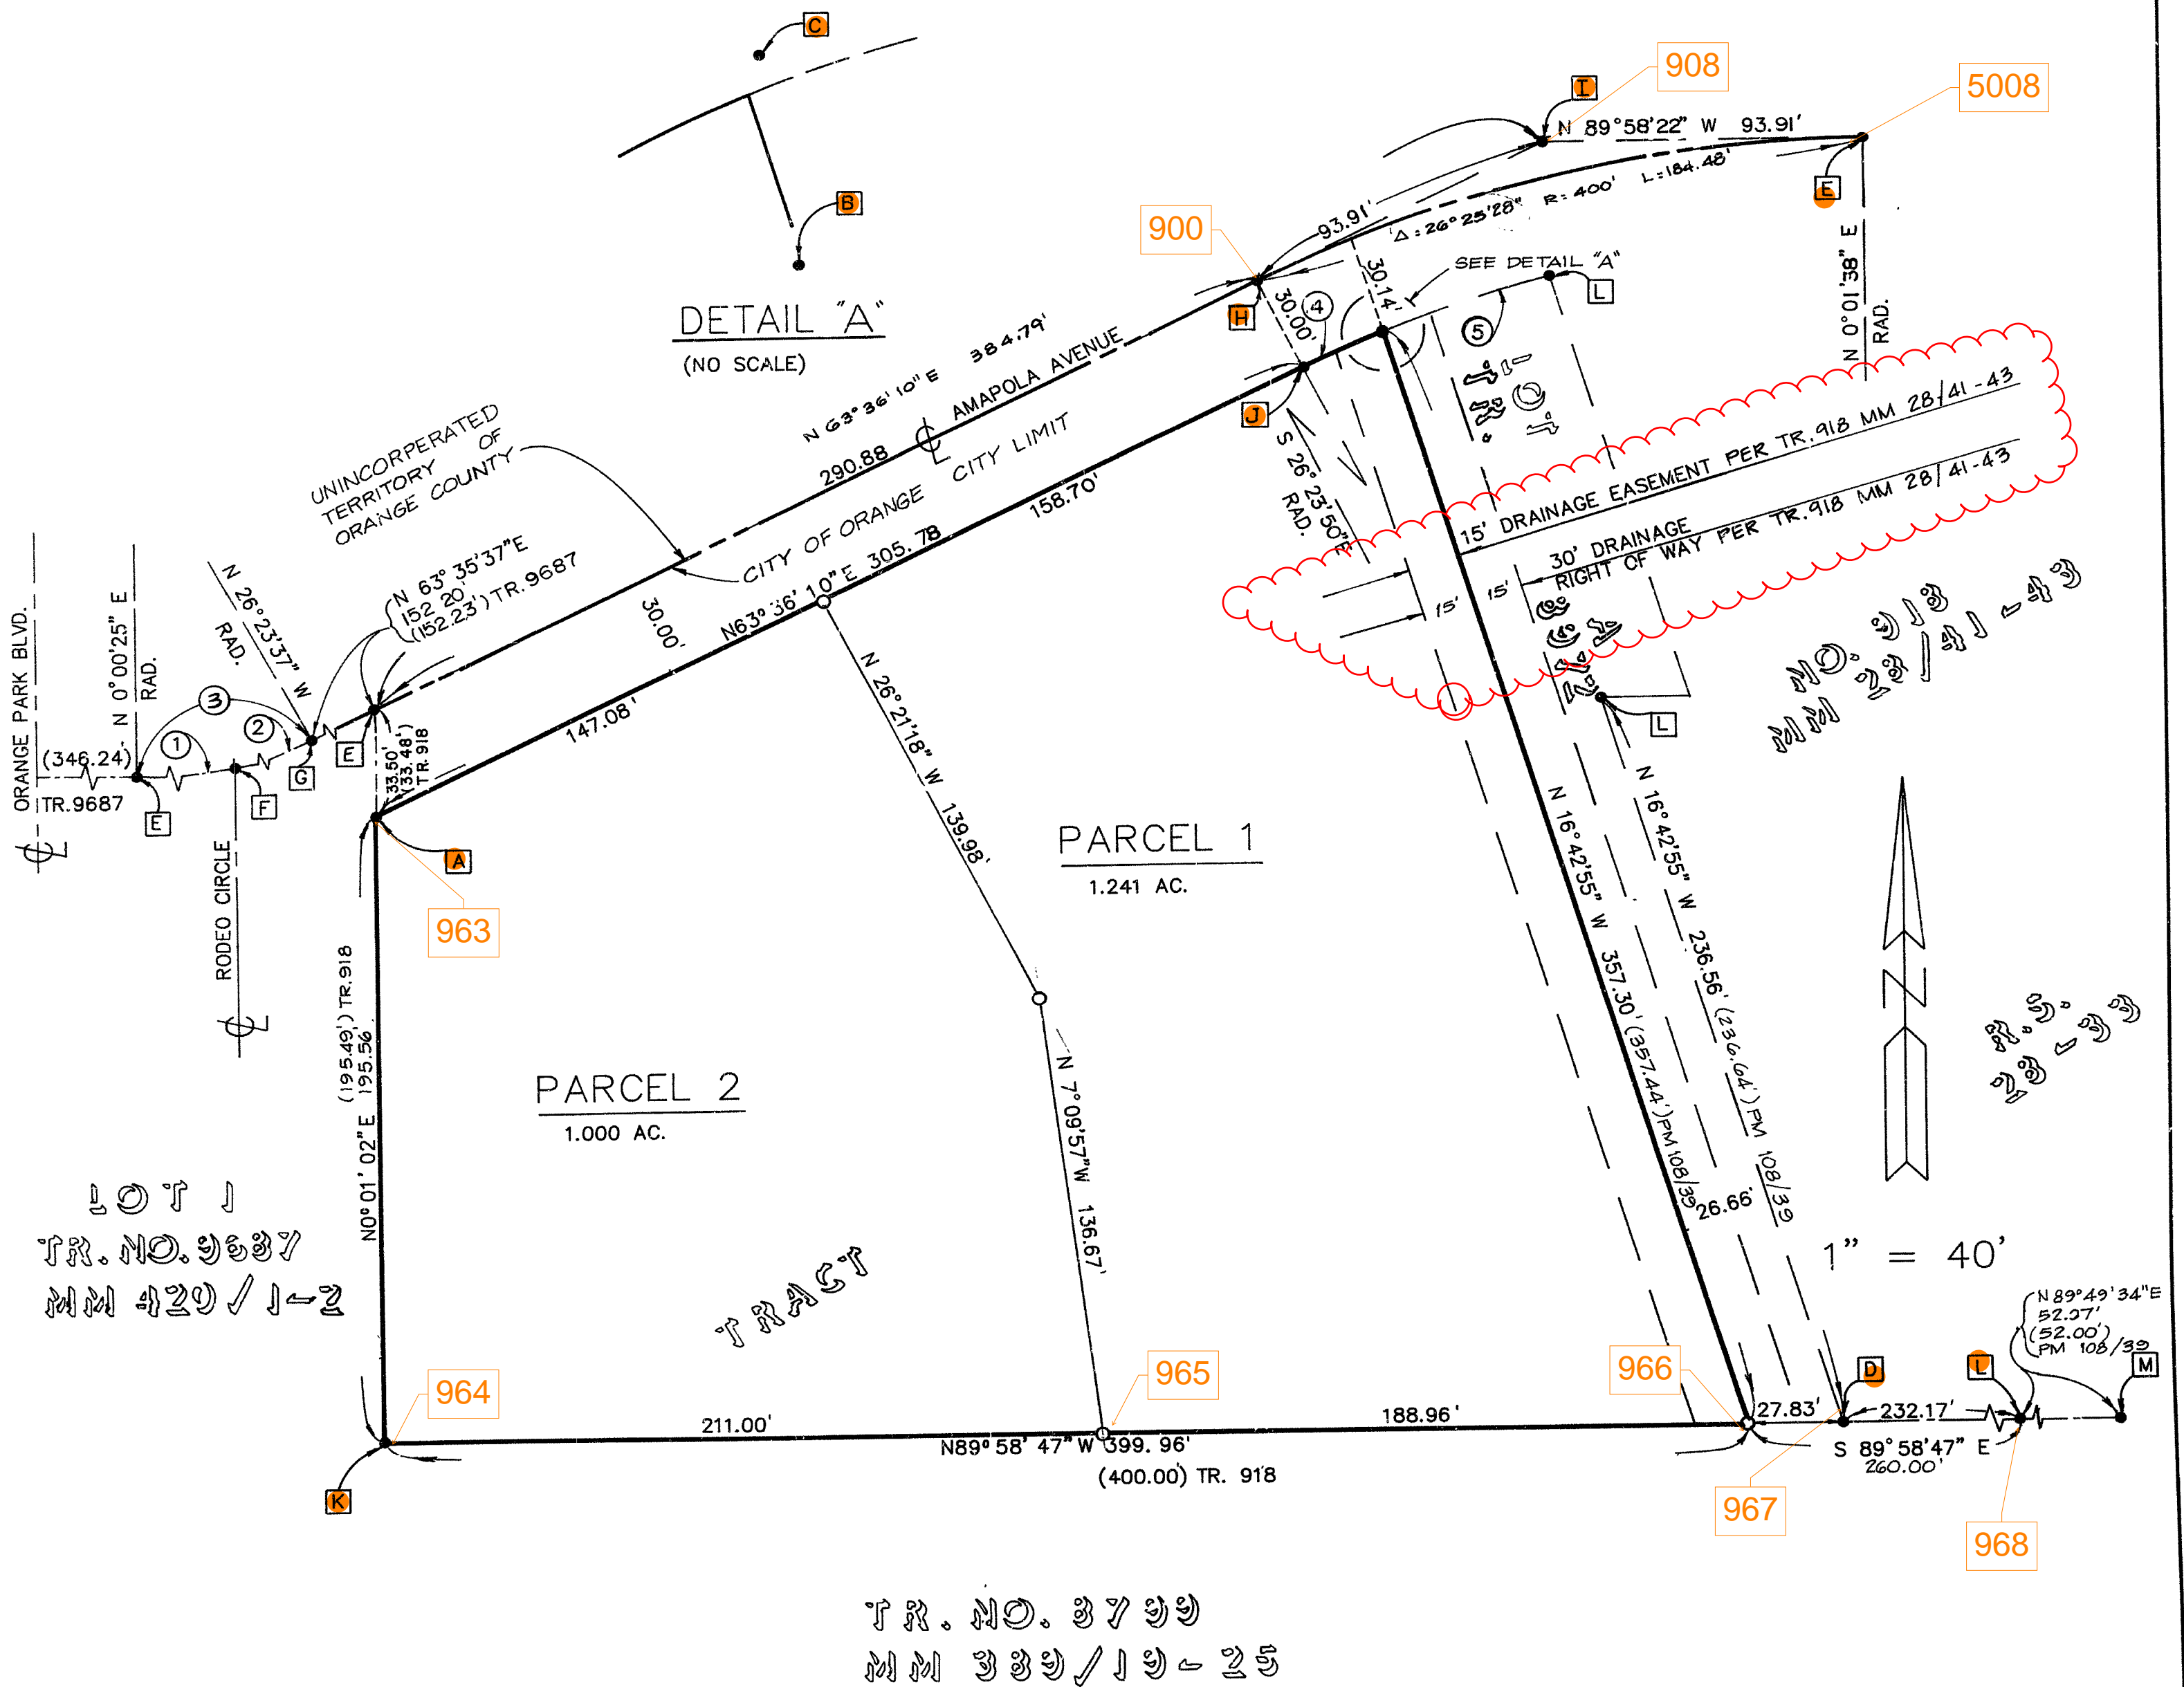 C
B
DETAIL "A"
(NO SCALE)
908
I
5008
N 89°58'22" W 93.91'
E
93.91'
Δ = 26°25'28" R = 400' L = 184.48'
900
H
30.00'
4
30.14'
SEE DETAIL "A"
L
5
N 0°01'38" E
RAD.
N 63°36'10" E 384.79'
290.88
AMAPOLA AVENUE
CITY OF ORANGE CITY LIMIT
UNINCORPERATED
TERRITORY OF
ORANGE COUNTY
J
S 26°23'50"E
RAD.
LOT
15' DRAINAGE EASEMENT PER TR.918 MM 28/41-43
30' DRAINAGE
RIGHT OF WAY PER TR.918 MM 28/41-43
15'
15'
NO. 918
MM 28/41-43
N63°36'10"E 305.78
158.70'
147.08'
30.00'
N 63°35'37"E
152.20'
(152.23') TR.9687
N 26°23'37" W
RAD.
N 0°00'25" E
RAD.
ORANGE PARK BLVD.
(346.24)
TR.9687
1
2
3
E
F
G
E
RODEO CIRCLE
33.50'
(33.48')
TR.918
A
963
N 26°21'18" W 139.98'
N 7°09'57"W 136.67'
PARCEL 1
1.241 AC.
PARCEL 2
1.000 AC.
L
N 16°42'55" W 357.30' (357.44') PM 108/39
N 16°42'55" W 236.56' (236.64') PM 108/39
26.66'
N
R.S.
23-33
1" = 40'
(195.49') TR.918
N0°01'02"E 195.56
LOT 1
TR. NO. 9687
MM 429/1-2
TRACT
964
965
966
D
L
M
N 89°49'34"E
52.27'
(52.00')
PM 108/39
211.00'
188.96'
27.83'
232.17'
N89°58'47"W 399.96'
(400.00') TR. 918
S 89°58'47" E
260.00'
K
967
968
TR. NO. 8799
MM 389/19-25